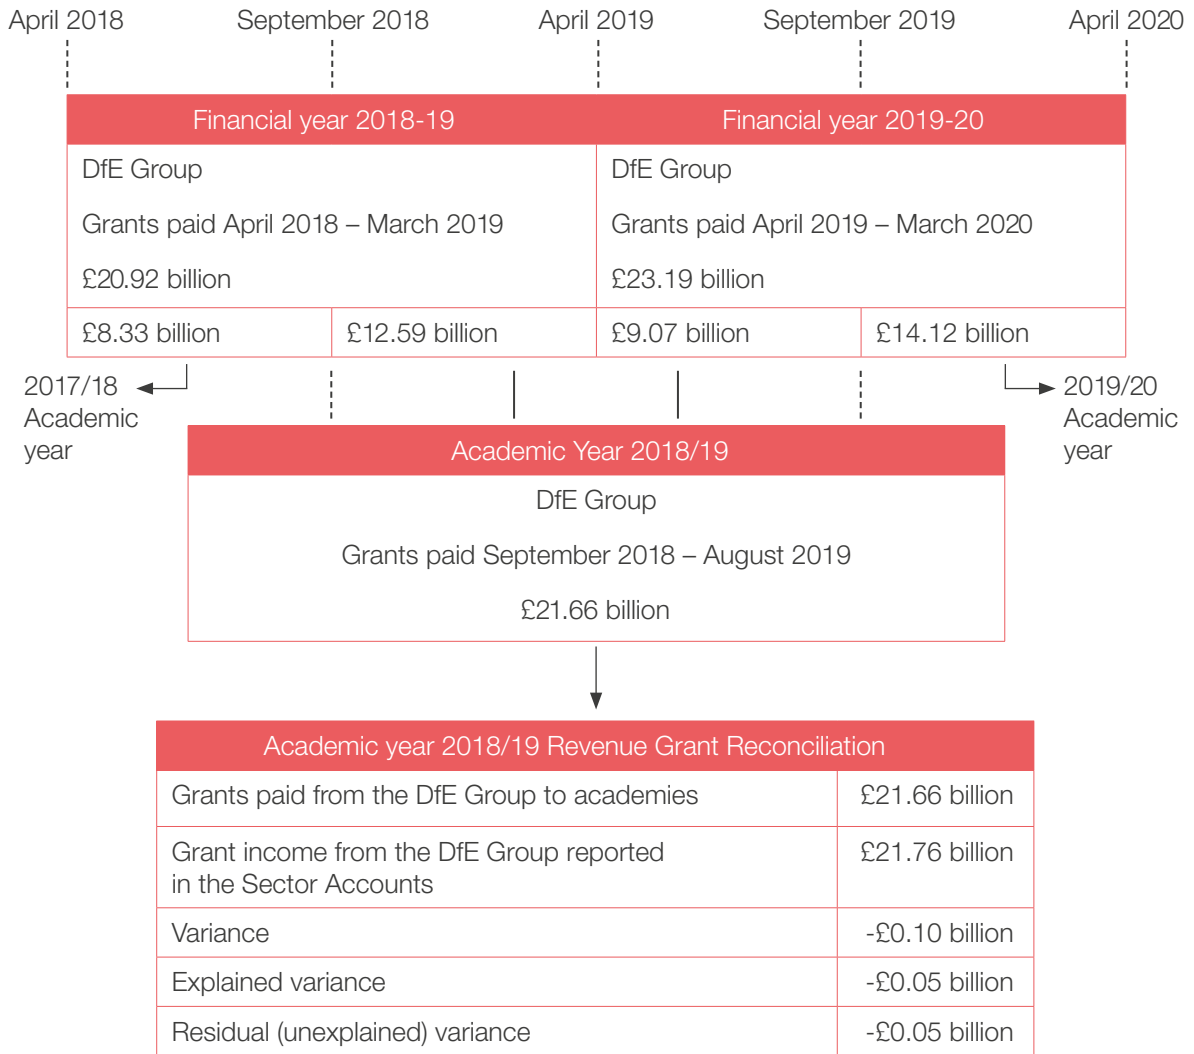 April 2018 September 2018 April 2019 September 2019 April 2020
Financial year 2018-19 Financial year 2019-20
DfE Group DfE Group
Grants paid April 2018 – March 2019 Grants paid April 2019 – March 2020
£20.92 billion £23.19 billion
£8.33 billion £12.59 billion £9.07 billion £14.12 billion
2017/18
Academic
year
2019/20
Academic
year
Academic Year 2018/19
DfE Group
Grants paid September 2018 – August 2019
£21.66 billion
Academic year 2018/19 Revenue Grant Reconciliation
Grants paid from the DfE Group to academies £21.66 billion
Grant income from the DfE Group reported £21.76 billion
in the Sector Accounts
Variance -£0.10 billion
Explained variance -£0.05 billion
Residual (unexplained) variance -£0.05 billion